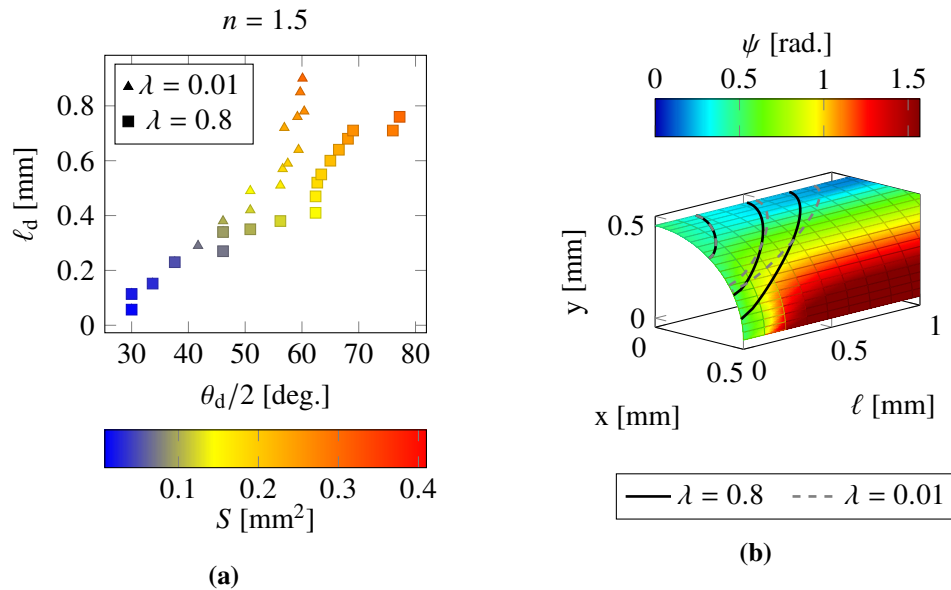 n = 1.5
λ = 0.01
λ = 0.8
0.8
0.6
0.4
0.2
0
ℓd [mm]
30 40 50 60 70 80
θd/2 [deg.]
0.1 0.2 0.3 0.4
S [mm²]
(a)
ψ [rad.]
0 0.5 1 1.5
0.5
0
y [mm]
0
0.5
x [mm]
0
0.5
1
ℓ [mm]
λ = 0.8 λ = 0.01
(b)